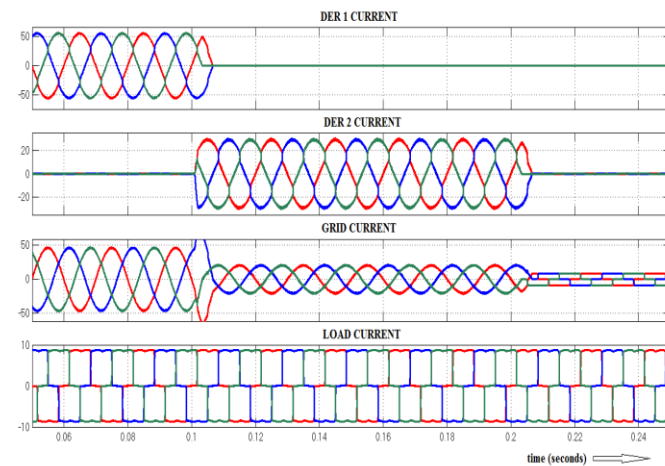 DER 1 CURRENT
50
0
-50
DER 2 CURRENT
20
0
-20
GRID CURRENT
50
0
-50
LOAD CURRENT
10
0
-10
0.06 0.08 0.1 0.12 0.14 0.16 0.18 0.2 0.22 0.24
time (seconds)